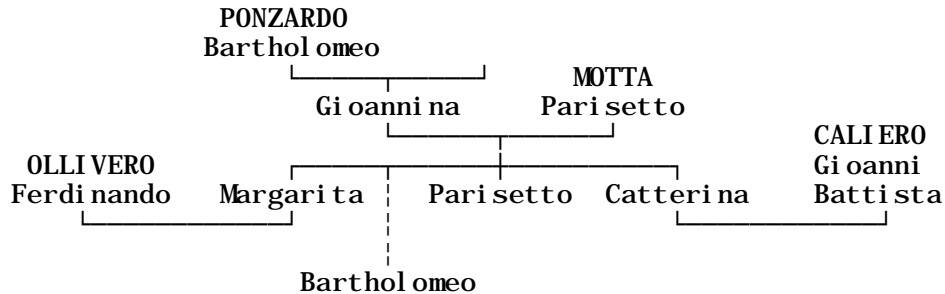 PONZARDO
Bartholomeo
MOTTA
Gioannina Parisetto
CALIERO
OLLIVERO Gioanni
Ferdinando Margarita Parisetto Catterina Battista
Bartholomeo